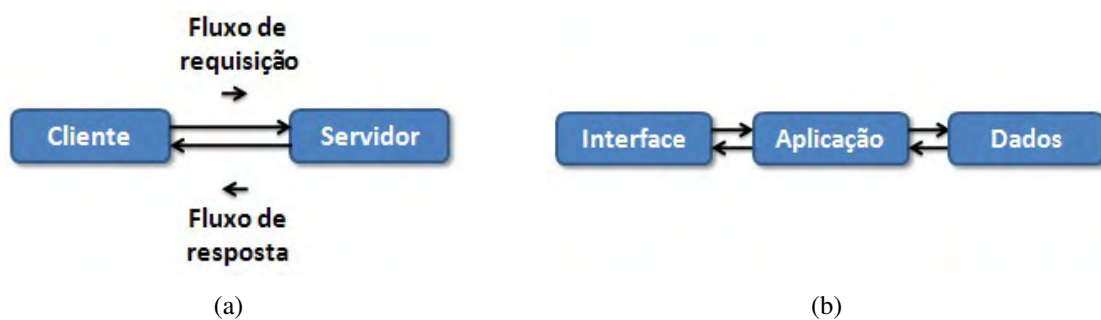 Fluxo de
requisição
Cliente
Servidor
Fluxo de
resposta
(a)
Interface
Aplicação
Dados
(b)